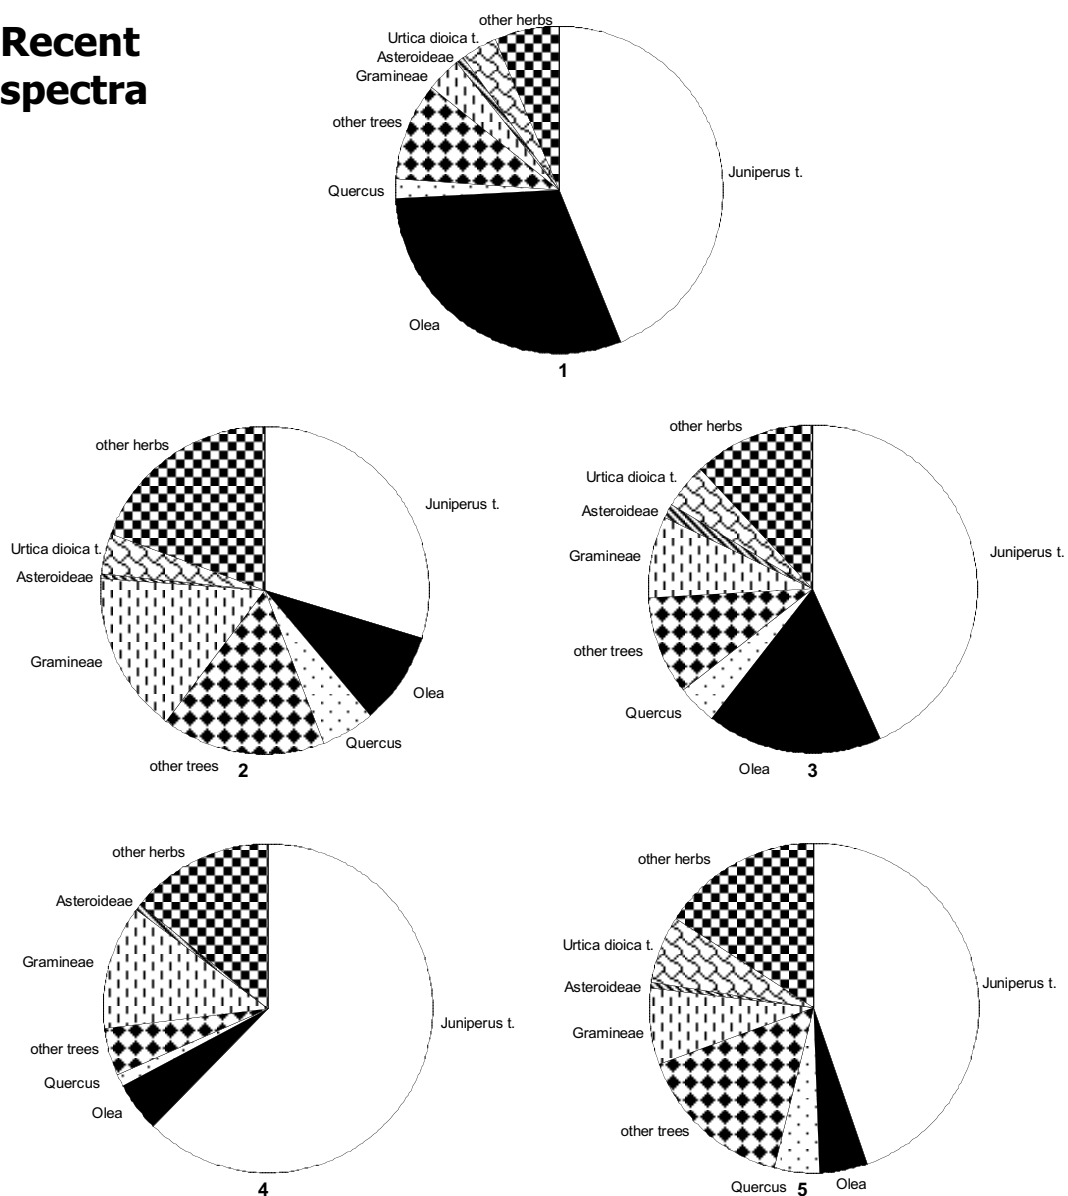 Recent
spectra
other herbs
Urtica dioica t.
Asteroideae
Gramineae
other trees
Quercus
Juniperus t.
Olea
1
other herbs
Juniperus t.
Urtica dioica t.
Asteroideae
Gramineae
Olea
Quercus
other trees
2
other herbs
Urtica dioica t.
Asteroideae
Gramineae
Juniperus t.
other trees
Quercus
Olea
3
other herbs
Asteroideae
Gramineae
Juniperus t.
other trees
Quercus
Olea
4
other herbs
Urtica dioica t.
Asteroideae
Juniperus t.
Gramineae
other trees
Quercus
Olea
5